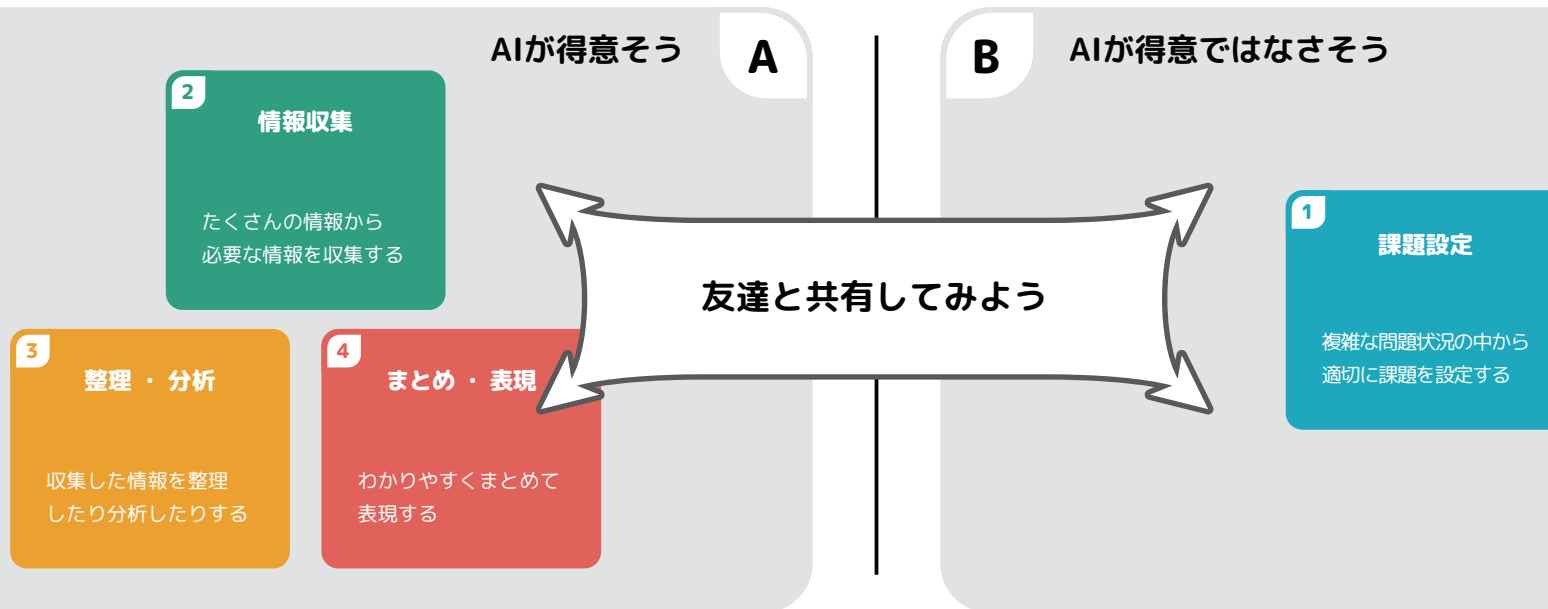 AIが得意そう
A
2
情報収集
たくさんの情報から
必要な情報を収集する
3
整理 ・ 分析
収集した情報を整理
したり分析したりする
4
まとめ ・ 表現
わかりやすくまとめて
表現する
友達と共有してみよう
B
AIが得意ではなさそう
1
課題設定
複雑な問題状況の中から
適切に課題を設定する